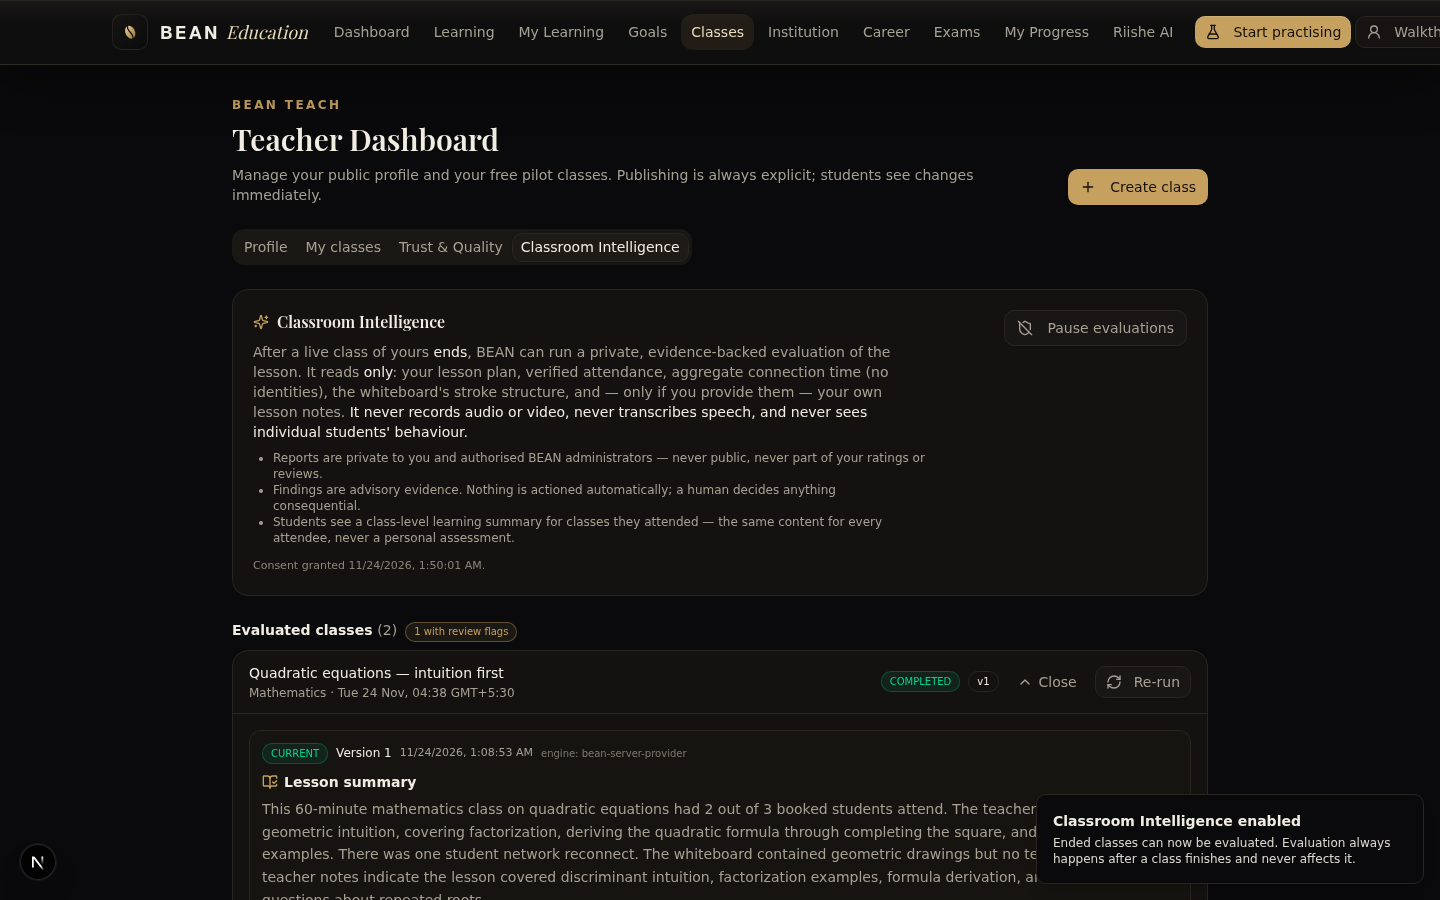 BEAN Education
Dashboard
Learning
My Learning
Goals
Classes
Institution
Career
Exams
My Progress
Riishe AI
Start practising
BEAN TEACH
Teacher Dashboard
Manage your public profile and your free pilot classes. Publishing is always explicit; students see changes
immediately.
Create class
Profile
My classes
Trust & Quality
Classroom Intelligence
Classroom Intelligence
Pause evaluations
After a live class of yours ends, BEAN can run a private, evidence-backed evaluation of the
lesson. It reads only: your lesson plan, verified attendance, aggregate connection time (no
identities), the whiteboard's stroke structure, and — only if you provide them — your own
lesson notes. It never records audio or video, never transcribes speech, and never sees
individual students' behaviour.
• Reports are private to you and authorised BEAN administrators — never public, never part of your ratings or
reviews.
• Findings are advisory evidence. Nothing is actioned automatically; a human decides anything
consequential.
• Students see a class-level learning summary for classes they attended — the same content for every
attendee, never a personal assessment.
Consent granted 11/24/2026, 1:50:01 AM.
Evaluated classes (2)
1 with review flags
Quadratic equations — intuition first
Mathematics · Tue 24 Nov, 04:38 GMT+5:30
COMPLETED
v1
Close
Re-run
CURRENT
Version 1
11/24/2026, 1:08:53 AM
engine: bean-server-provider
Lesson summary
This 60-minute mathematics class on quadratic equations had 2 out of 3 booked students attend. The teacher
geometric intuition, covering factorization, deriving the quadratic formula through completing the square, and
examples. There was one student network reconnect. The whiteboard contained geometric drawings but no
teacher notes indicate the lesson covered discriminant intuition, factorization examples, formula derivation,
questions about repeated roots.
Classroom Intelligence enabled
Ended classes can now be evaluated. Evaluation always
happens after a class finishes and never affects it.
N